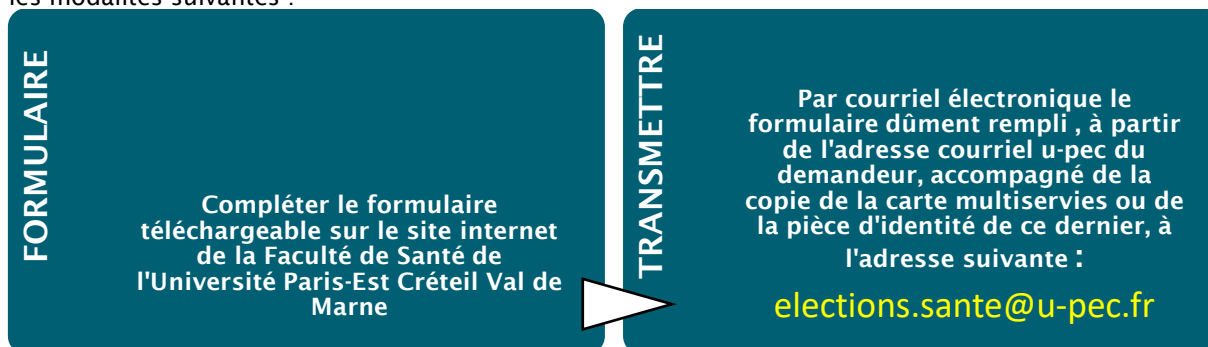 les modalités suivantes :
FORMULAIRE
Compléter le formulaire
téléchargeable sur le site internet
de la Faculté de Santé de
l'Université Paris-Est Créteil Val de
Marne
TRANSMETTRE
Par courriel électronique le
formulaire dûment rempli , à partir
de l'adresse courriel u-pec du
demandeur, accompagné de la
copie de la carte multiservies ou de
la pièce d'identité de ce dernier, à
l'adresse suivante :
elections.sante@u-pec.fr